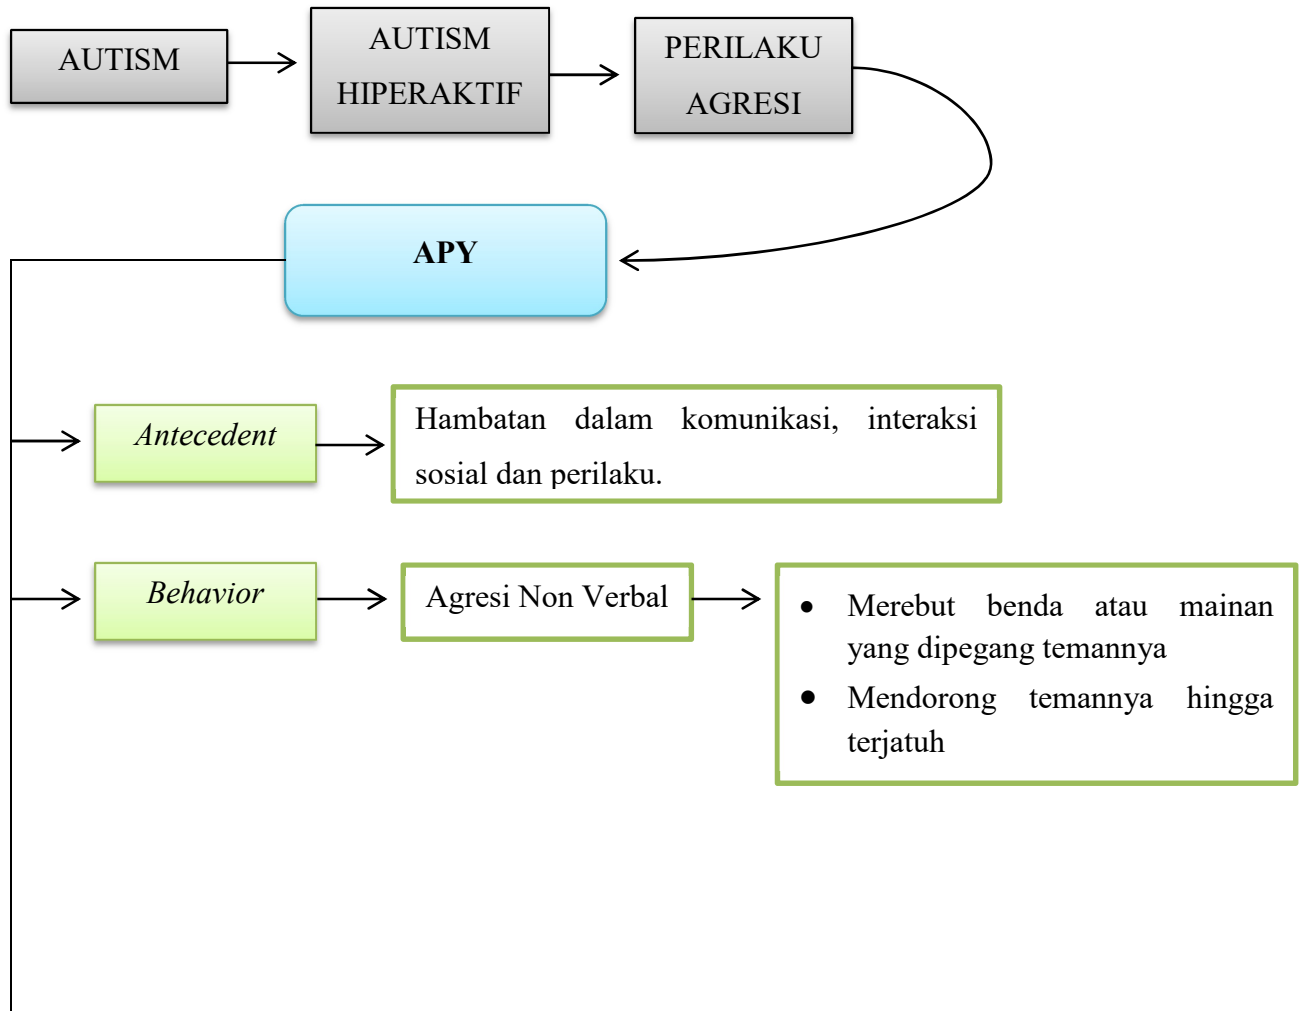 AUTISM
AUTISM
HIPERAKTIF
PERILAKU
AGRESI
APY
Antecedent
Hambatan dalam komunikasi, interaksi
sosial dan perilaku.
Behavior
Agresi Non Verbal
• Merebut benda atau mainan
yang dipegang temannya
• Mendorong temannya hingga
terjatuh